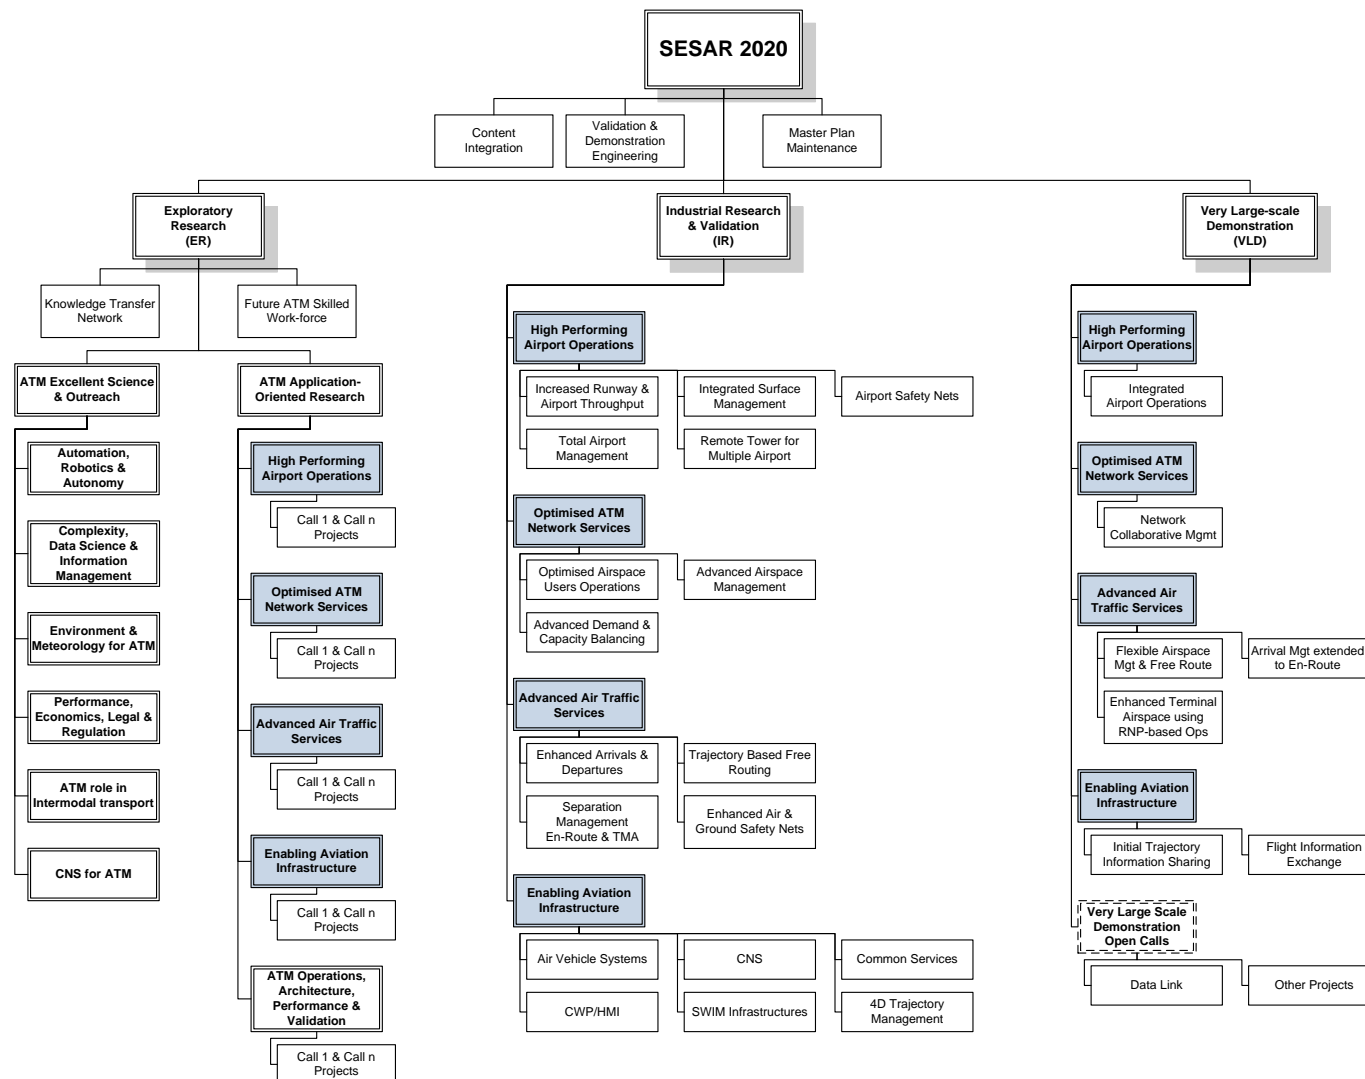 SESAR 2020
Content
Integration
Validation &
Demonstration
Engineering
Master Plan
Maintenance
Exploratory
Research
(ER)
Industrial Research
& Validation
(IR)
Very Large-scale
Demonstration
(VLD)
Knowledge Transfer
Network
Future ATM Skilled
Work-force
ATM Excellent Science
& Outreach
Automation,
Robotics &
Autonomy
Complexity,
Data Science &
Information
Management
Environment &
Meteorology for ATM
Performance,
Economics, Legal &
Regulation
ATM role in
Intermodal transport
CNS for ATM
ATM Application-
Oriented Research
High Performing
Airport Operations
Call 1 & Call n
Projects
Optimised ATM
Network Services
Call 1 & Call n
Projects
Advanced Air Traffic
Services
Call 1 & Call n
Projects
Enabling Aviation
Infrastructure
Call 1 & Call n
Projects
ATM Operations,
Architecture,
Performance &
Validation
Call 1 & Call n
Projects
High Performing
Airport Operations
Increased Runway &
Airport Throughput
Integrated Surface
Management
Airport Safety Nets
Total Airport
Management
Remote Tower for
Multiple Airport
Optimised ATM
Network Services
Optimised Airspace
Users Operations
Advanced Airspace
Management
Advanced Demand &
Capacity Balancing
Advanced Air Traffic
Services
Enhanced Arrivals &
Departures
Trajectory Based Free
Routing
Separation
Management
En-Route & TMA
Enhanced Air &
Ground Safety Nets
Enabling Aviation
Infrastructure
Air Vehicle Systems
CNS
Common Services
CWP/HMI
SWIM Infrastructures
4D Trajectory
Management
High Performing
Airport Operations
Integrated
Airport Operations
Optimised ATM
Network Services
Network
Collaborative Mgmt
Advanced Air
Traffic Services
Flexible Airspace
Mgt & Free Route
Arrival Mgt extended
to En-Route
Enhanced Terminal
Airspace using
RNP-based Ops
Enabling Aviation
Infrastructure
Initial Trajectory
Information Sharing
Flight Information
Exchange
Very Large Scale
Demonstration
Open Calls
Data Link
Other Projects